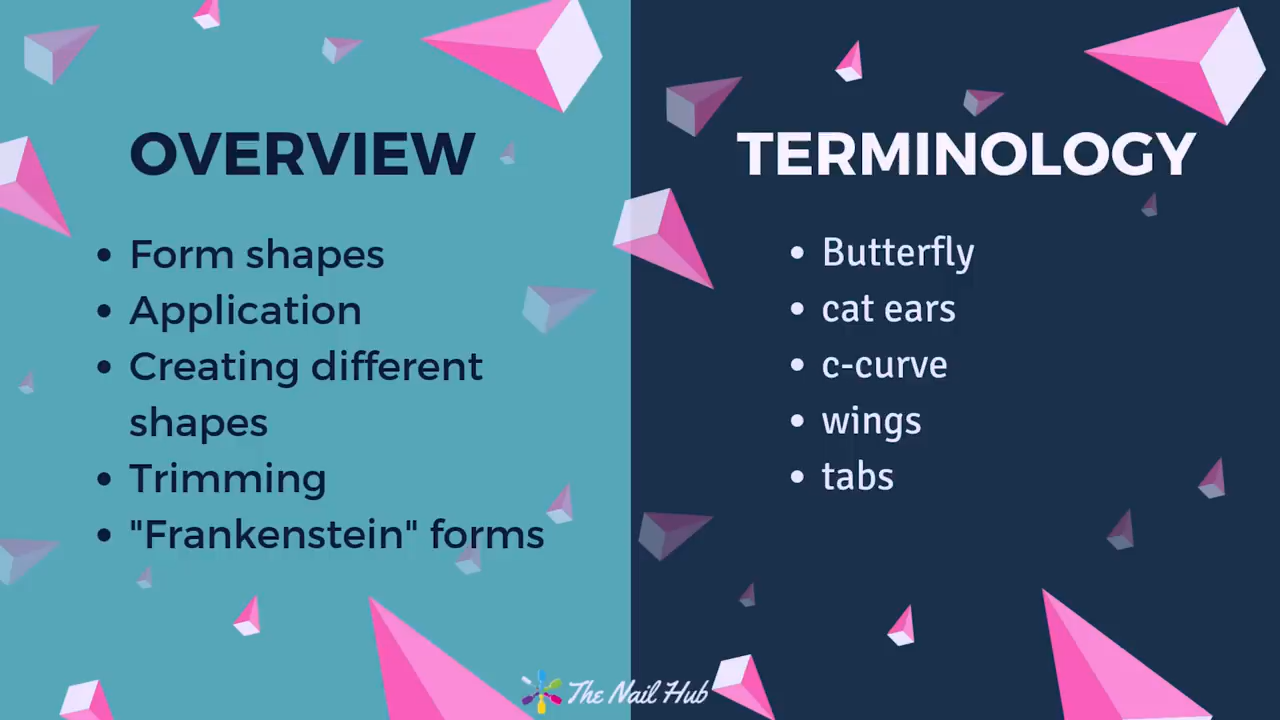 OVERVIEW
• Form shapes
• Application
• Creating different
shapes
• Trimming
• "Frankenstein" forms
TERMINOLOGY
• Butterfly
• cat ears
• c-curve
• wings
• tabs
The Nail Hub